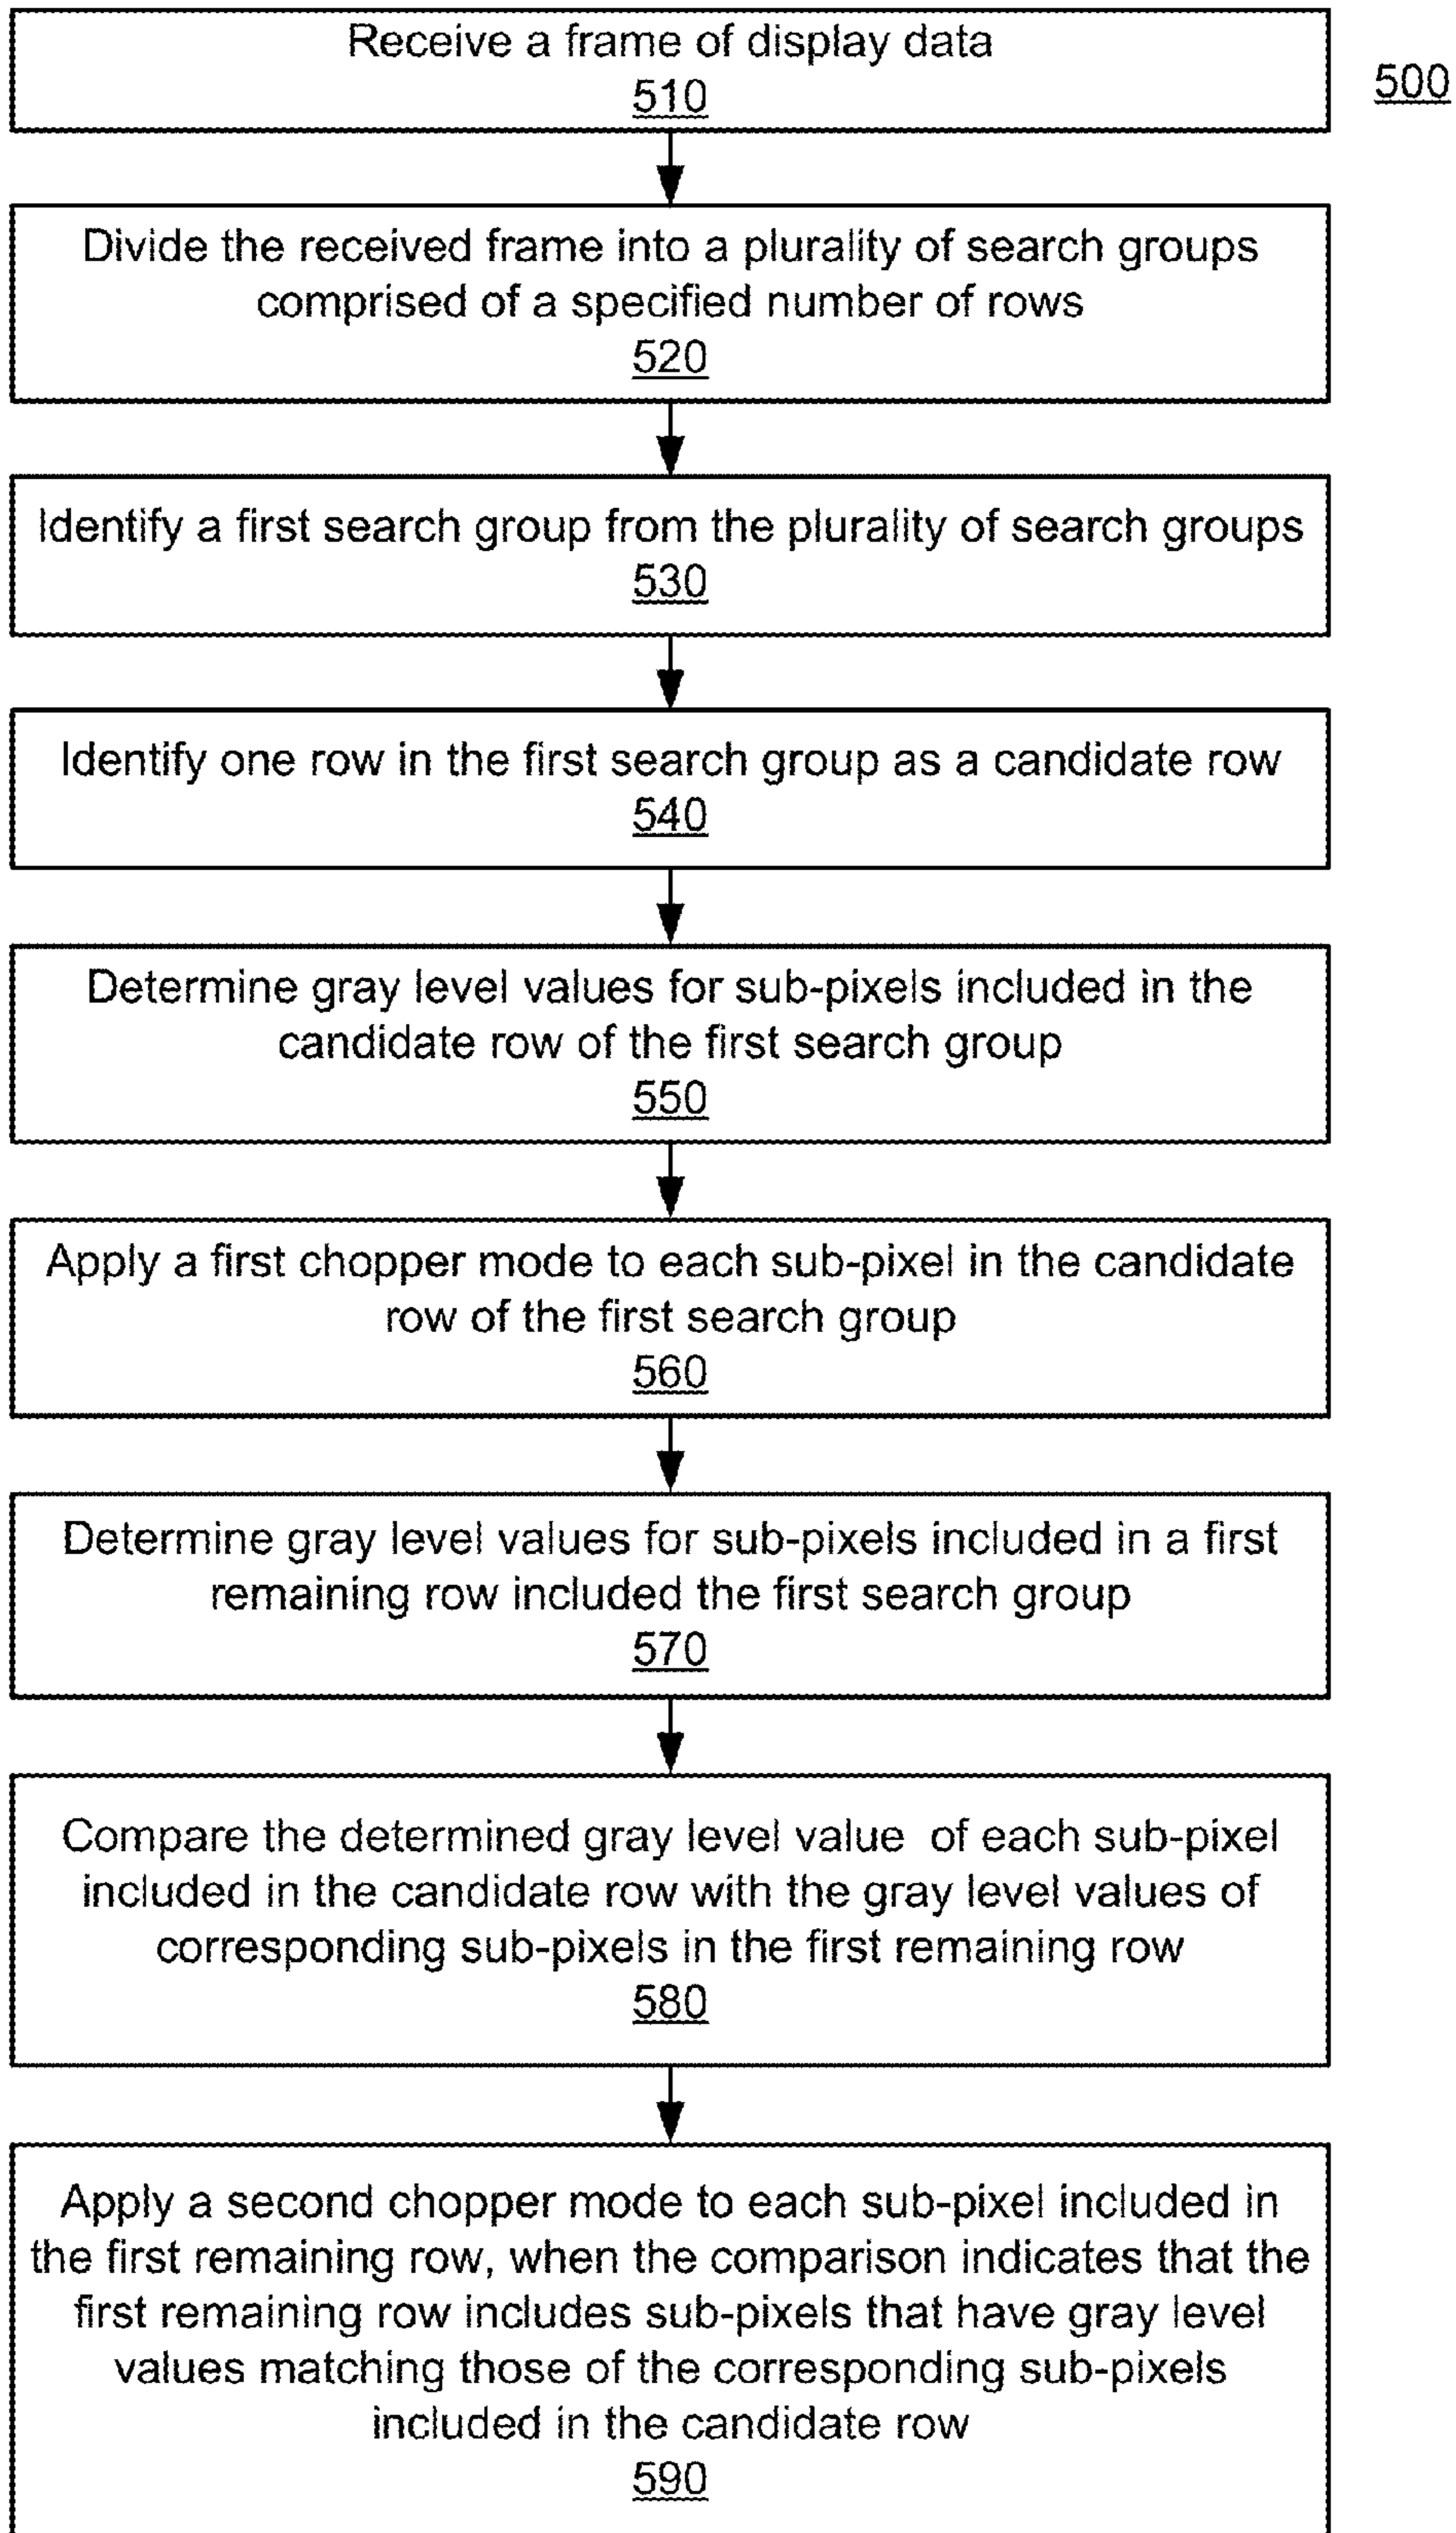 Receive a frame of display data
510
500
Divide the received frame into a plurality of search groups
comprised of a specified number of rows
520
Identify a first search group from the plurality of search groups
530
Identify one row in the first search group as a candidate row
540
Determine gray level values for sub-pixels included in the
candidate row of the first search group
550
Apply a first chopper mode to each sub-pixel in the candidate
row of the first search group
560
Determine gray level values for sub-pixels included in a first
remaining row included the first search group
570
Compare the determined gray level value of each sub-pixel
included in the candidate row with the gray level values of
corresponding sub-pixels in the first remaining row
580
Apply a second chopper mode to each sub-pixel included in
the first remaining row, when the comparison indicates that the
first remaining row includes sub-pixels that have gray level
values matching those of the corresponding sub-pixels
included in the candidate row
590